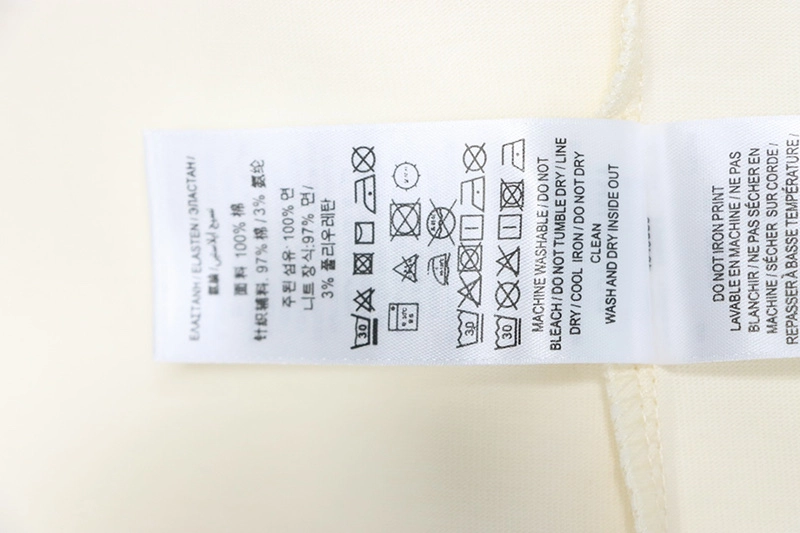 ΕΛΑΣΤΑΝΗ / ELASTEN / ЭЛАСТАН /
面料 100% 棉
针织辅料, 97% 棉 / 3% 氨纶
주된 섬유: 100% 면
니트 장식:97% 면 /
3% 폴리우레탄
30
30
30
MACHINE WASHABLE / DO NOT
BLEACH / DO NOT TUMBLE DRY / LINE
DRY / COOL IRON / DO NOT DRY
CLEAN
WASH AND DRY INSIDE OUT
DO NOT IRON PRINT
LAVABLE EN MACHINE / NE PAS
BLANCHIR / NE PAS SÉCHER EN
MACHINE / SÉCHER SUR CORDE /
REPASSER À BASSE TEMPÉRATURE /